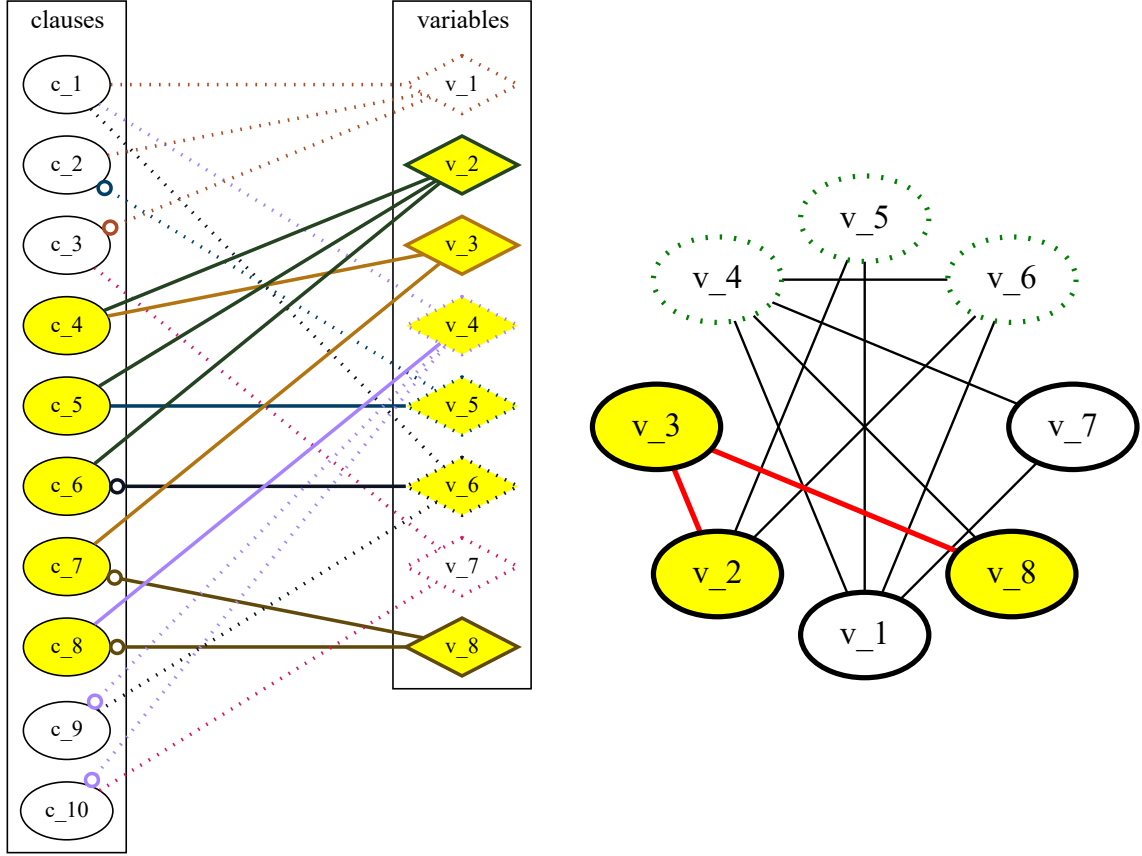 clauses
c_1
c_2
c_3
c_4
c_5
c_6
c_7
c_8
c_9
c_10
variables
v_1
v_2
v_3
v_4
v_5
v_6
v_7
v_8
v_5
v_4
v_6
v_3
v_7
v_2
v_8
v_1